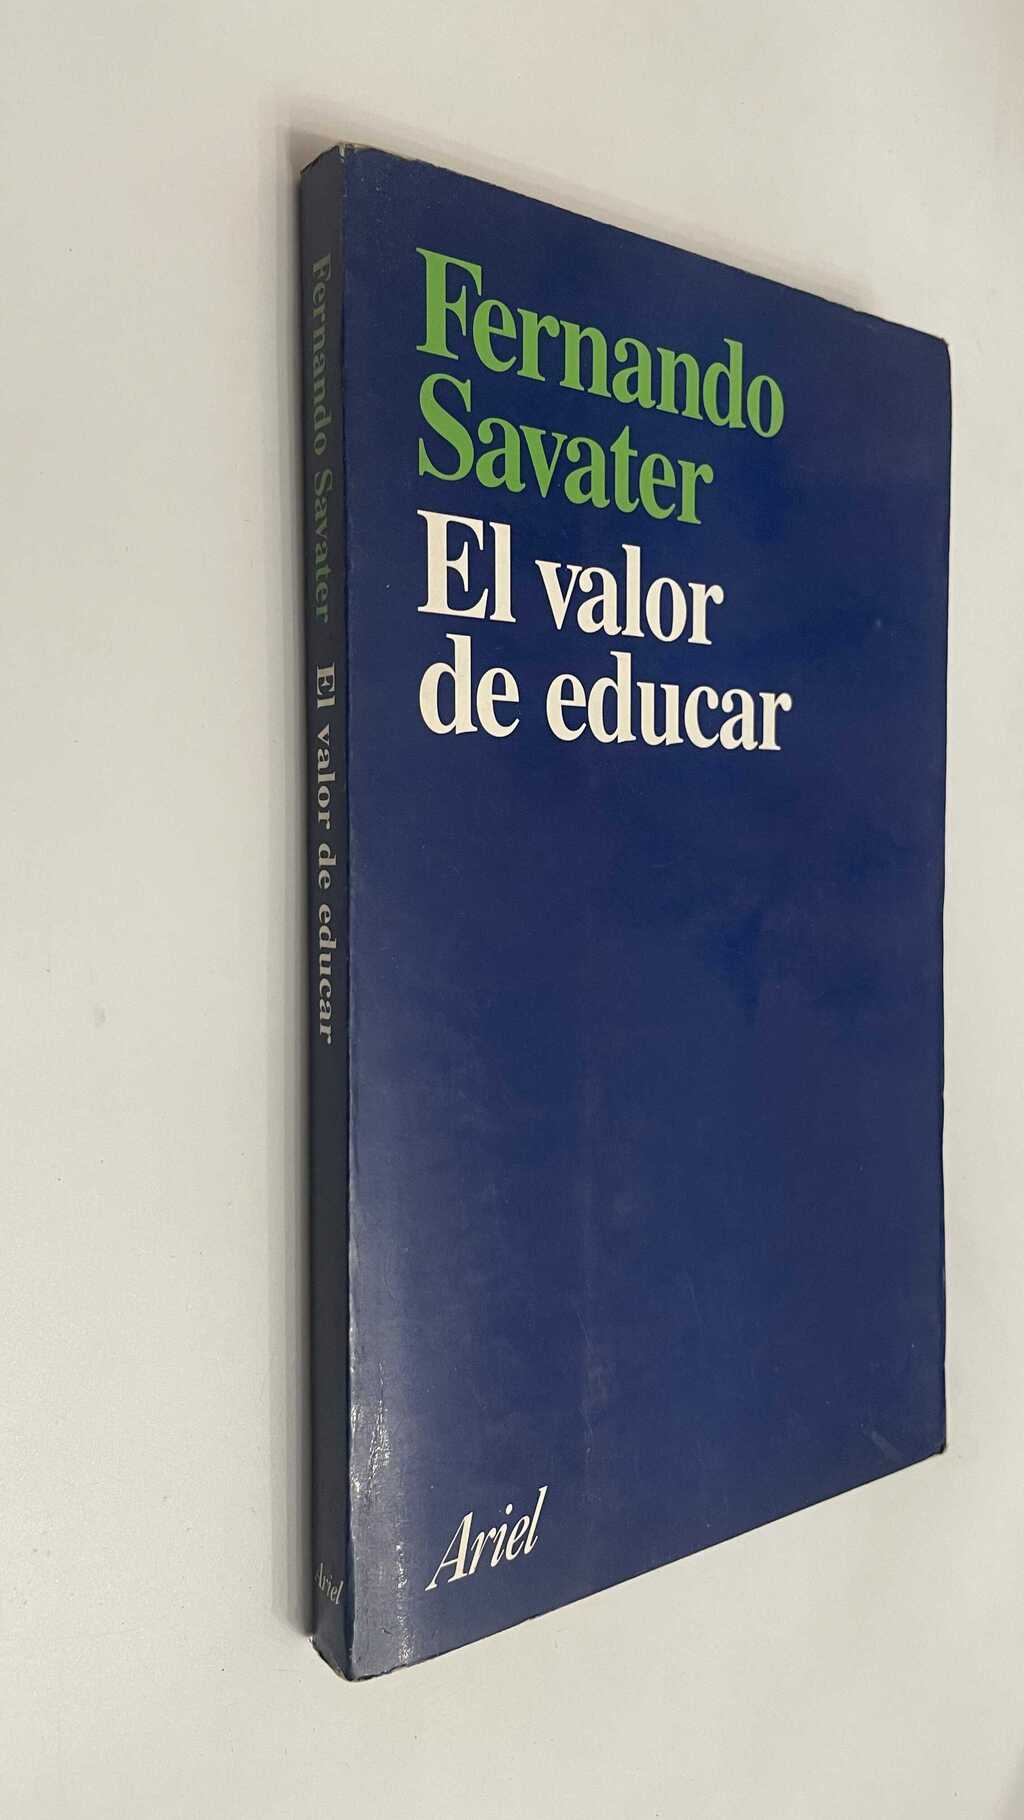 Fernando
Savater
El valor
de educar
Ariel
Fernando Savater El valor de educar
Ariel